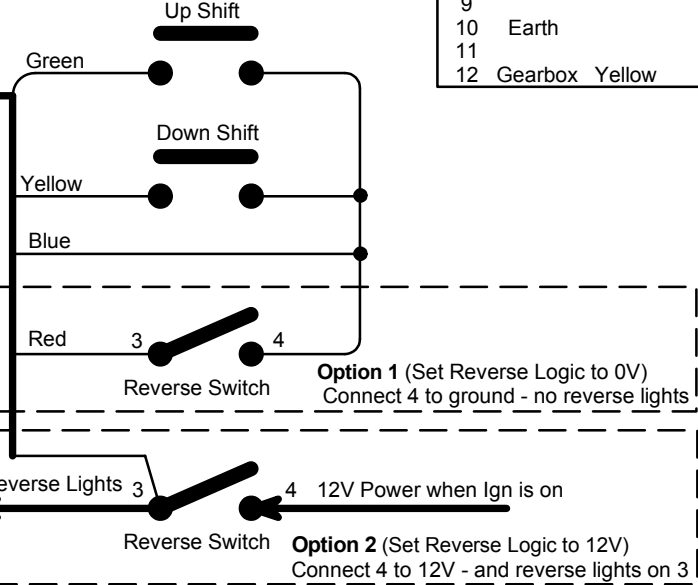 Up Shift
9
10 Earth
11
12 Gearbox Yellow
Green
Down Shift
Yellow
Blue
Red 3 4
Reverse Switch
Option 1 (Set Reverse Logic to 0V)
Connect 4 to ground - no reverse lights
everse Lights 3 4 12V Power when Ign is on
Reverse Switch
Option 2 (Set Reverse Logic to 12V)
Connect 4 to 12V - and reverse lights on 3